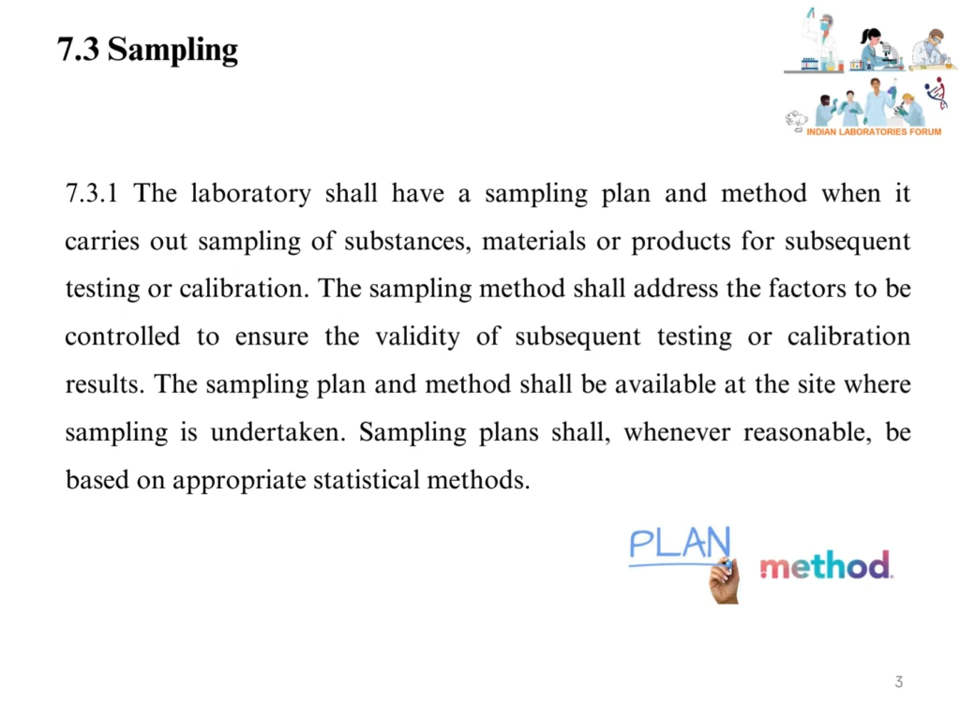 7.3 Sampling
INDIAN LABORATORIES FORUM
7.3.1 The laboratory shall have a sampling plan and method when it
carries out sampling of substances, materials or products for subsequent
testing or calibration. The sampling method shall address the factors to be
controlled to ensure the validity of subsequent testing or calibration
results. The sampling plan and method shall be available at the site where
sampling is undertaken. Sampling plans shall, whenever reasonable, be
based on appropriate statistical methods.
PLAN
method.
3